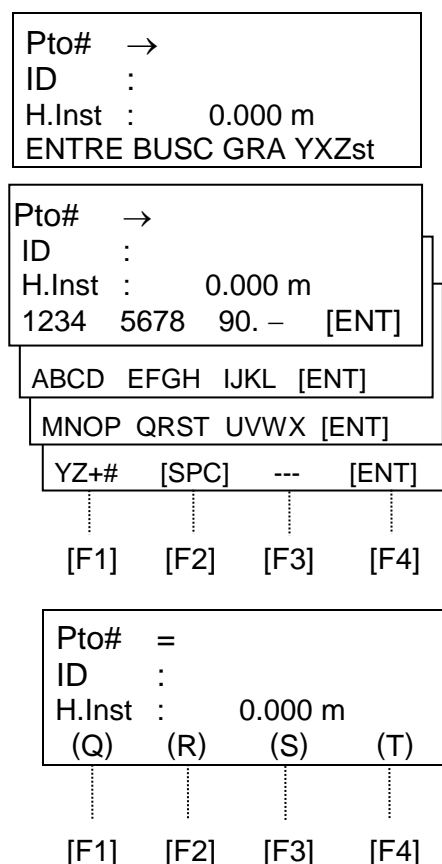 Pto# →
ID :
H.Inst : 0.000 m
ENTRE BUSC GRA YXZst
Pto# →
ID :
H.Inst : 0.000 m
1234 5678 90. – [ENT]
ABCD EFGH IJKL [ENT]
MNOP QRST UVWX [ENT]
YZ+# [SPC] --- [ENT]
[F1] [F2] [F3] [F4]
Pto# =
ID :
H.Inst : 0.000 m
(Q) (R) (S) (T)
[F1] [F2] [F3] [F4]